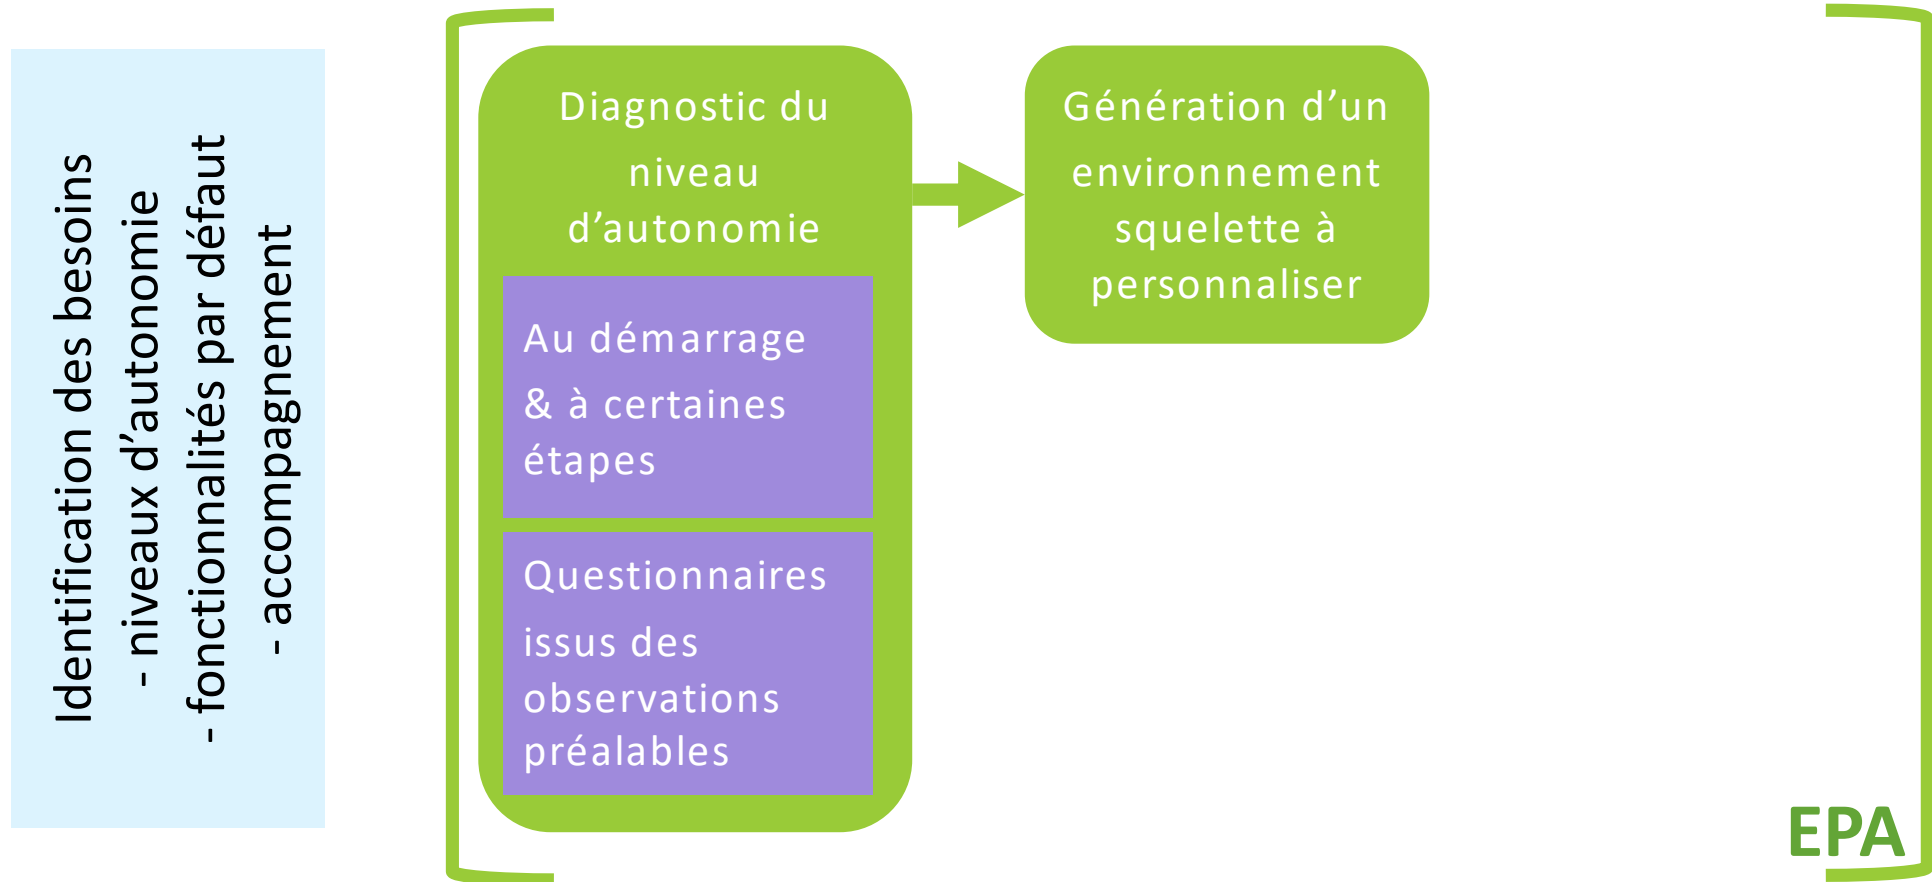 Identification des besoins
- niveaux d’autonomie
- fonctionnalités par défaut
- accompagnement
Diagnostic du
niveau
d’autonomie
Au démarrage
& à certaines
étapes
Questionnaires
issus des
observations
préalables
Génération d’un
environnement
squelette à
personnaliser
EPA